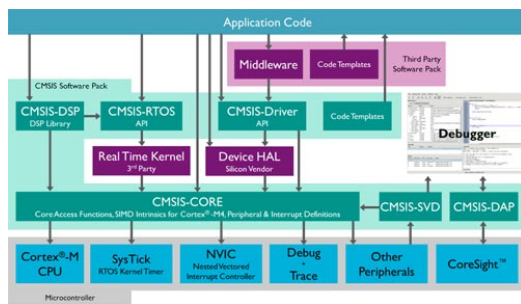 Application Code
Third Party
Software Pack
Middleware
Code Templates
CMSIS Software Pack
CMSIS-DSP
DSP Library
CMSIS-RTOS
API
CMSIS-Driver
API
Code Templates
Debugger
Real Time Kernel
3rd Party
Device HAL
Silicon Vendor
CMSIS-CORE
Core Access Functions, SIMD Intrinsics for Cortex®-M4, Peripheral & Interrupt Definitions
CMSIS-SVD
CMSIS-DAP
Cortex®-M
CPU
SysTick
RTOS Kernel Timer
NVIC
Nested Vectored
Interrupt Controller
Debug
+
Trace
Other
Peripherals
CoreSight™
Microcontroller